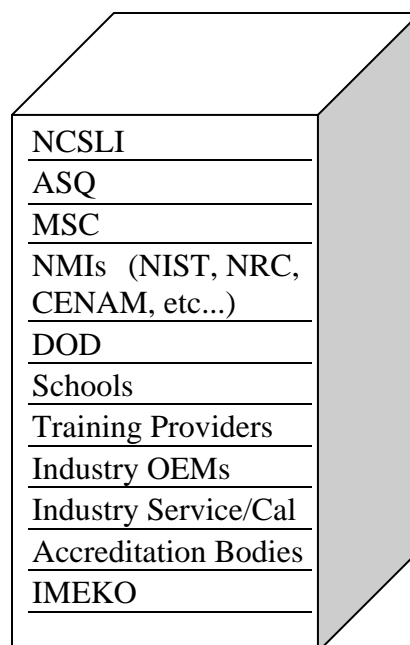 NCSLI
ASQ
MSC
NMIs (NIST, NRC,
CENAM, etc...)
DOD
Schools
Training Providers
Industry OEMs
Industry Service/Cal
Accreditation Bodies
IMEKO